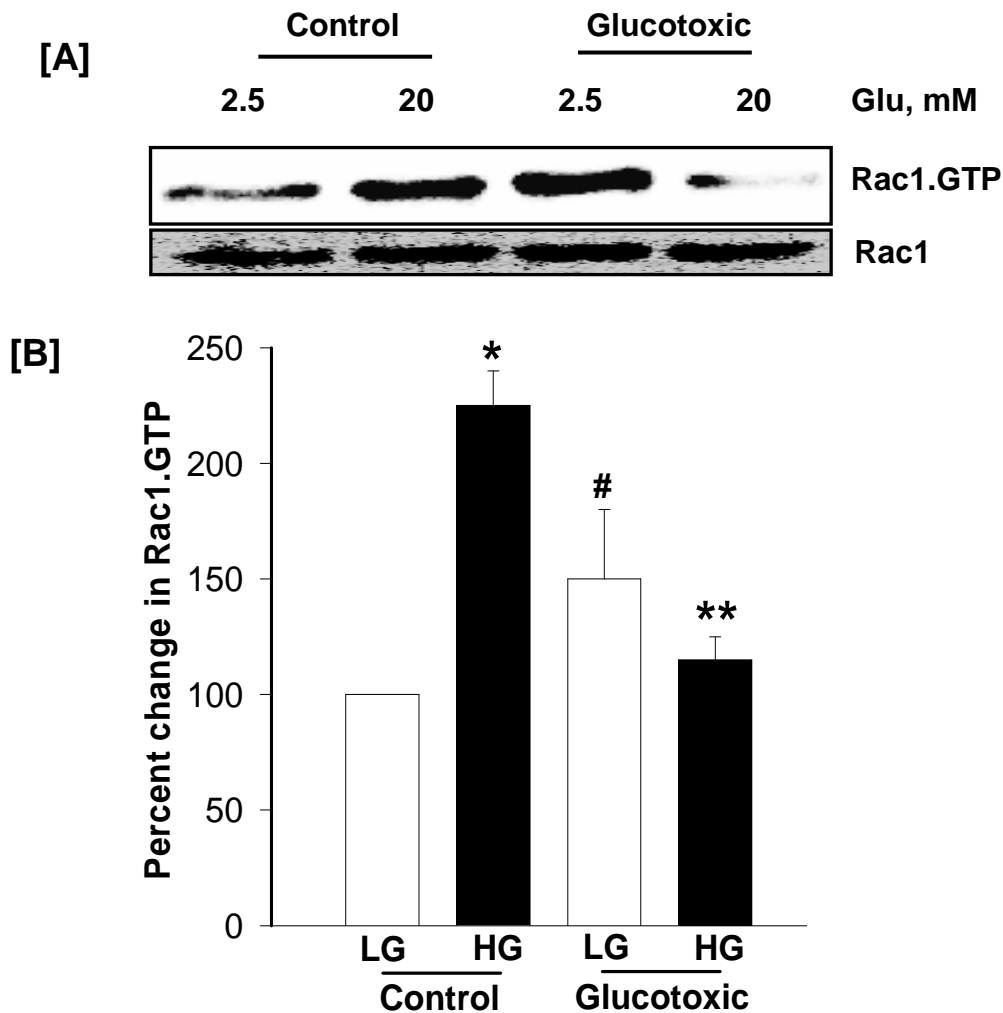 Control Glucotoxic
[A]
2.5 20 2.5 20 Glu, mM
Rac1.GTP
Rac1
[B]
Percent change in Rac1.GTP
250
200
150
100
50
0
*
#
**
LG HG LG HG
Control Glucotoxic